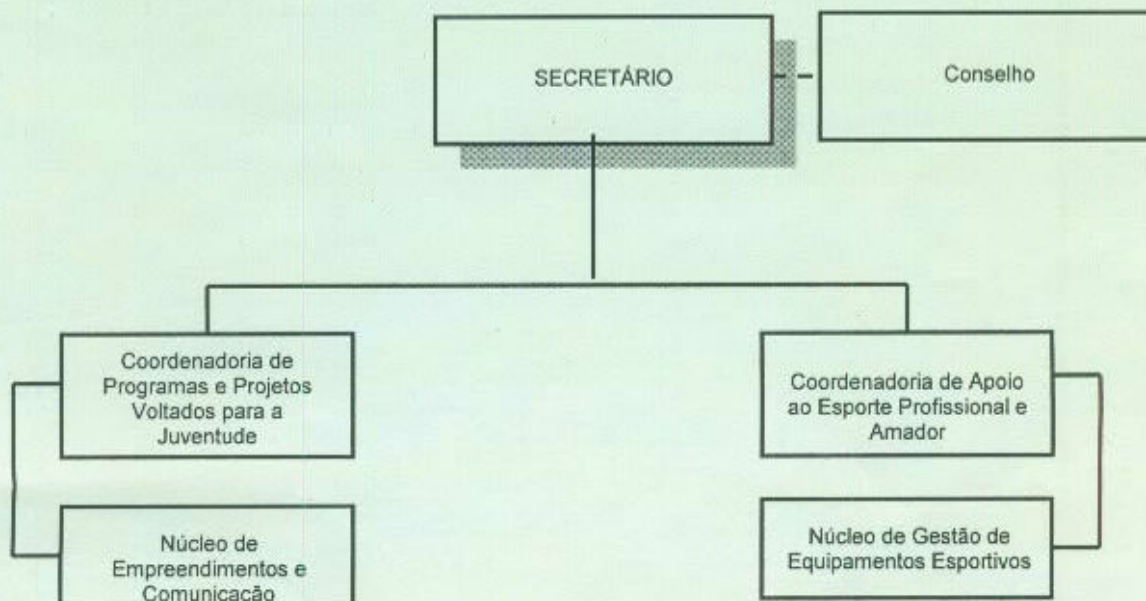 SECRETÁRIO
Conselho
Coordenadoria de
Programas e Projetos
Voltados para a
Juventude
Coordenadoria de Apoio
ao Esporte Profissional e
Amador
Núcleo de
Empreendimentos e
Comunicação
Núcleo de Gestão de
Equipamentos Esportivos